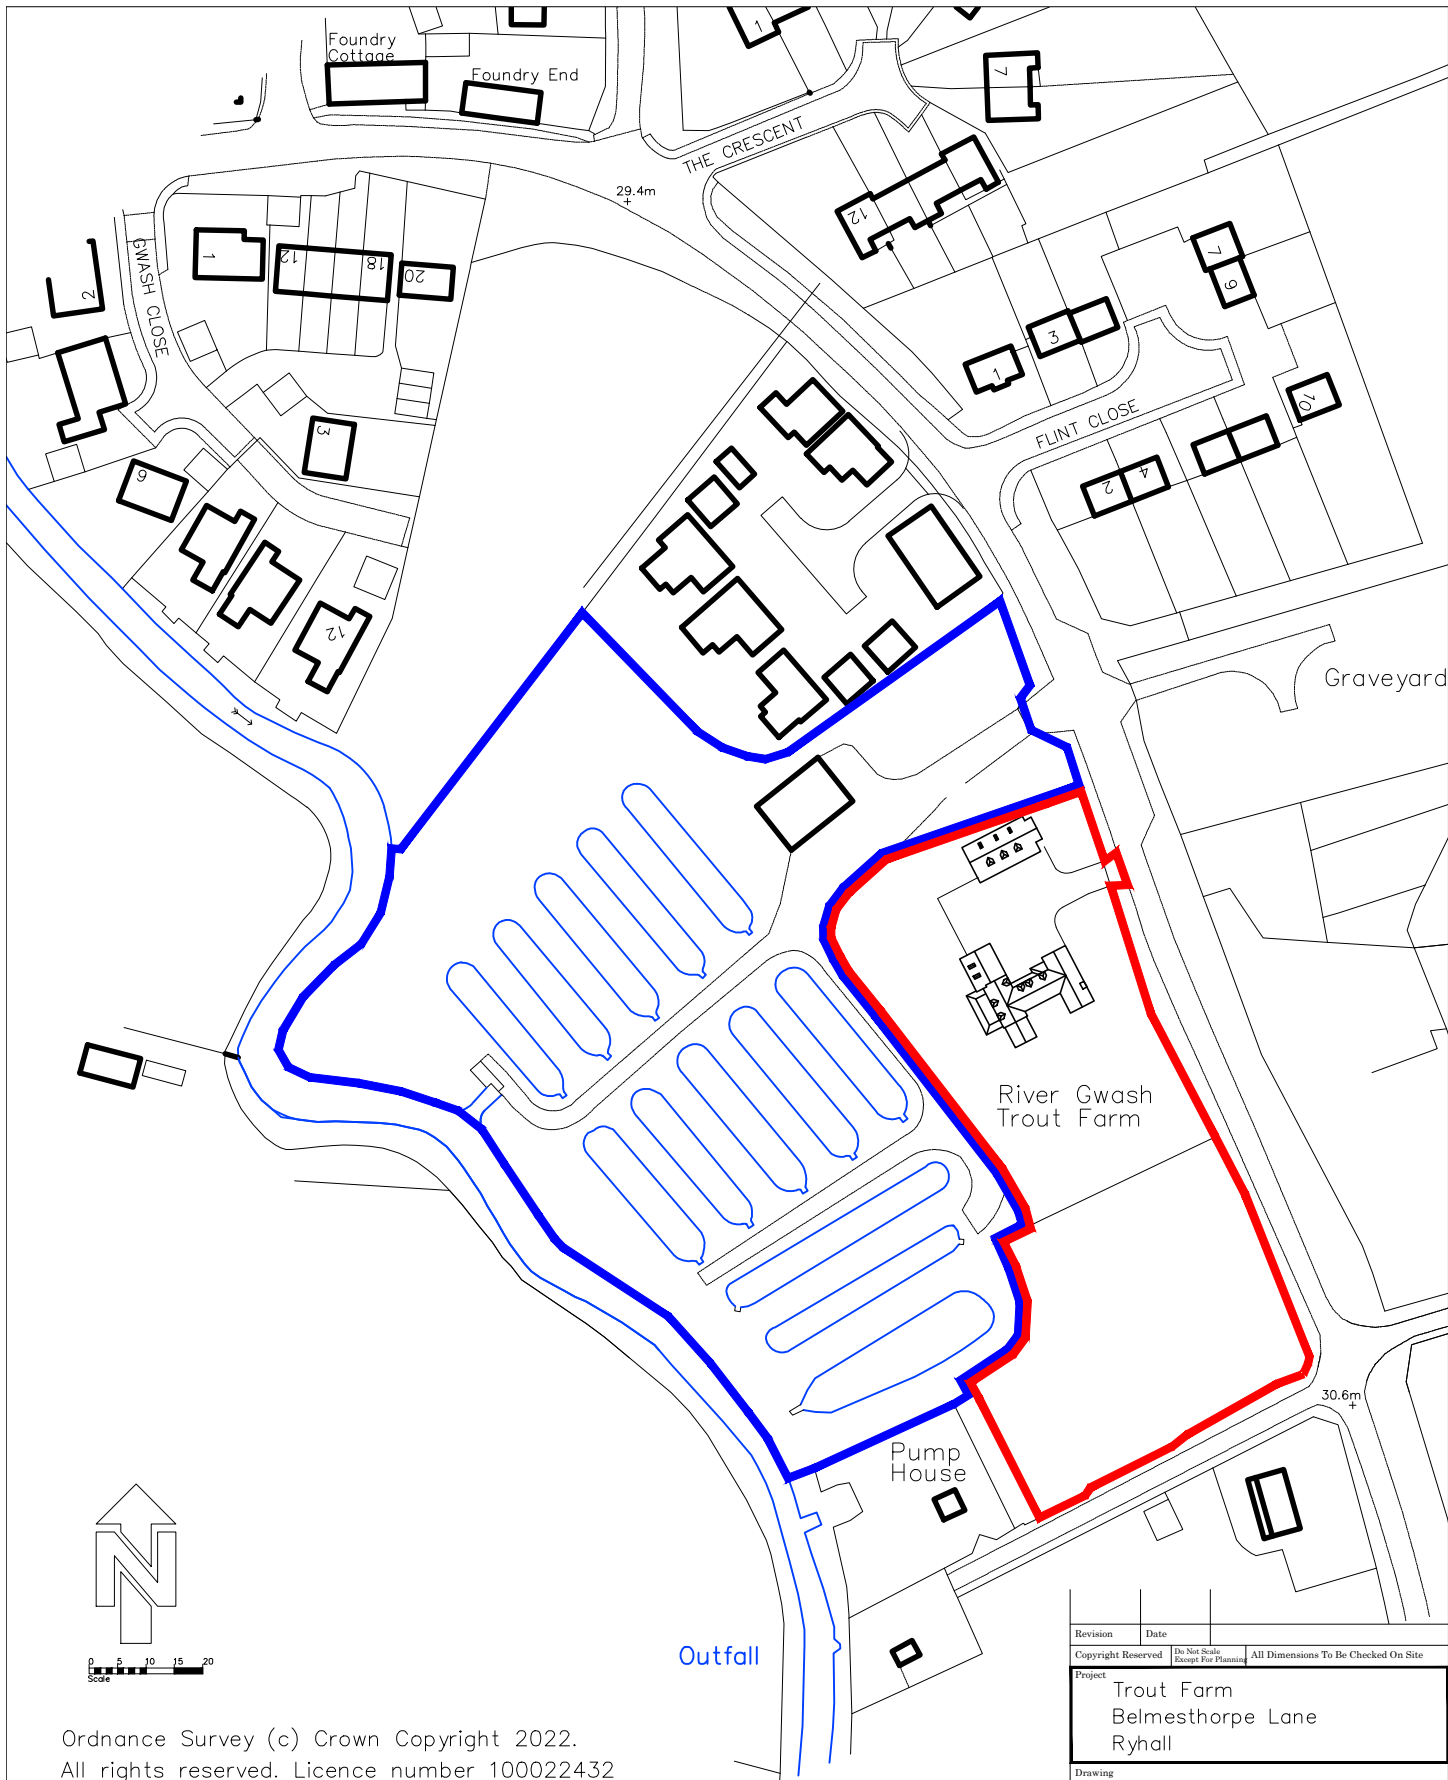 Foundry
Cottage
Foundry End
1
7
THE CRESCENT
29.4m
12
GWASH CLOSE
1
12
18
20
2
7
9
3
1
10
FLINT CLOSE
3
4
2
6
12
Graveyard
River Gwash
Trout Farm
30.6m
Pump
House
N
0 5 10 15 20
Scale
Outfall
Revision Date
Copyright Reserved Do Not Scale
Except For Planning All Dimensions To Be Checked On Site
Project
Trout Farm
Belmesthorpe Lane
Ryhall
Drawing
Ordnance Survey (c) Crown Copyright 2022.
All rights reserved. Licence number 100022432